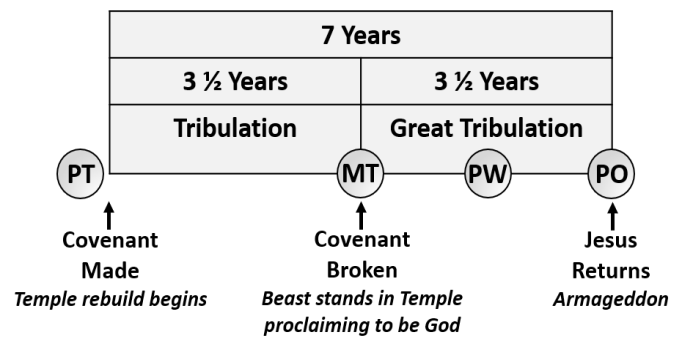 7 Years
3 ½ Years
3 ½ Years
Tribulation
Great Tribulation
PT
MT
PW
PO
Covenant
Made
Temple rebuild begins
Covenant
Broken
Beast stands in Temple
proclaiming to be God
Jesus
Returns
Armageddon